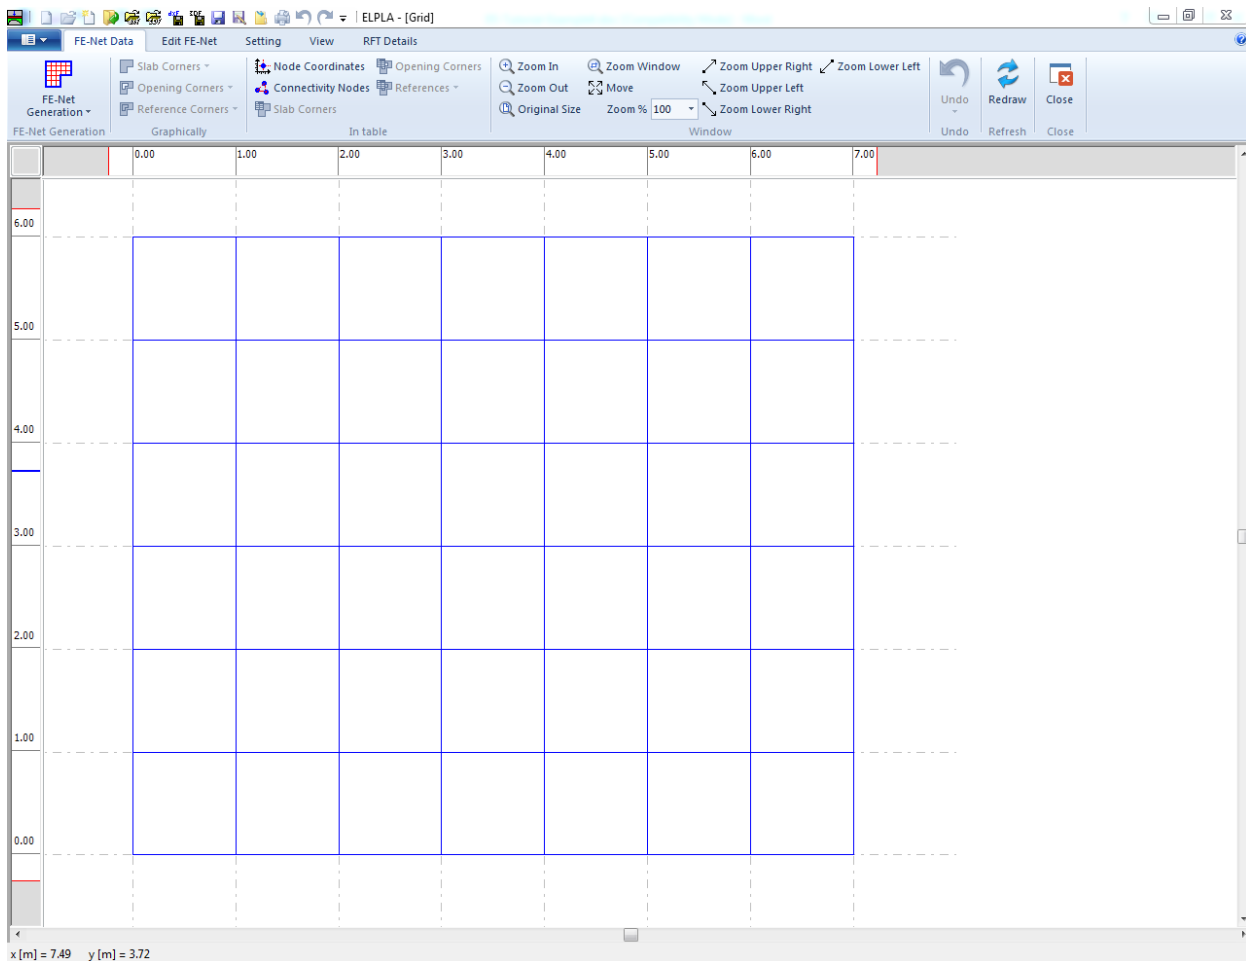 ELPLA - [Grid]
FE-Net Data Edit FE-Net Setting View RFT Details
FE-Net Generation
Slab Corners
Opening Corners
Reference Corners
Node Coordinates
Connectivity Nodes
Slab Corners
Opening Corners
References
Zoom In
Zoom Out
Original Size
Zoom Window
Move
Zoom % 100
Zoom Upper Right
Zoom Upper Left
Zoom Lower Right
Zoom Lower Left
Undo
Redraw
Close
FE-Net Generation Graphically In table Window Undo Refresh Close
0.00 1.00 2.00 3.00 4.00 5.00 6.00 7.00
6.00
5.00
4.00
3.00
2.00
1.00
0.00
x [m] = 7.49 y [m] = 3.72